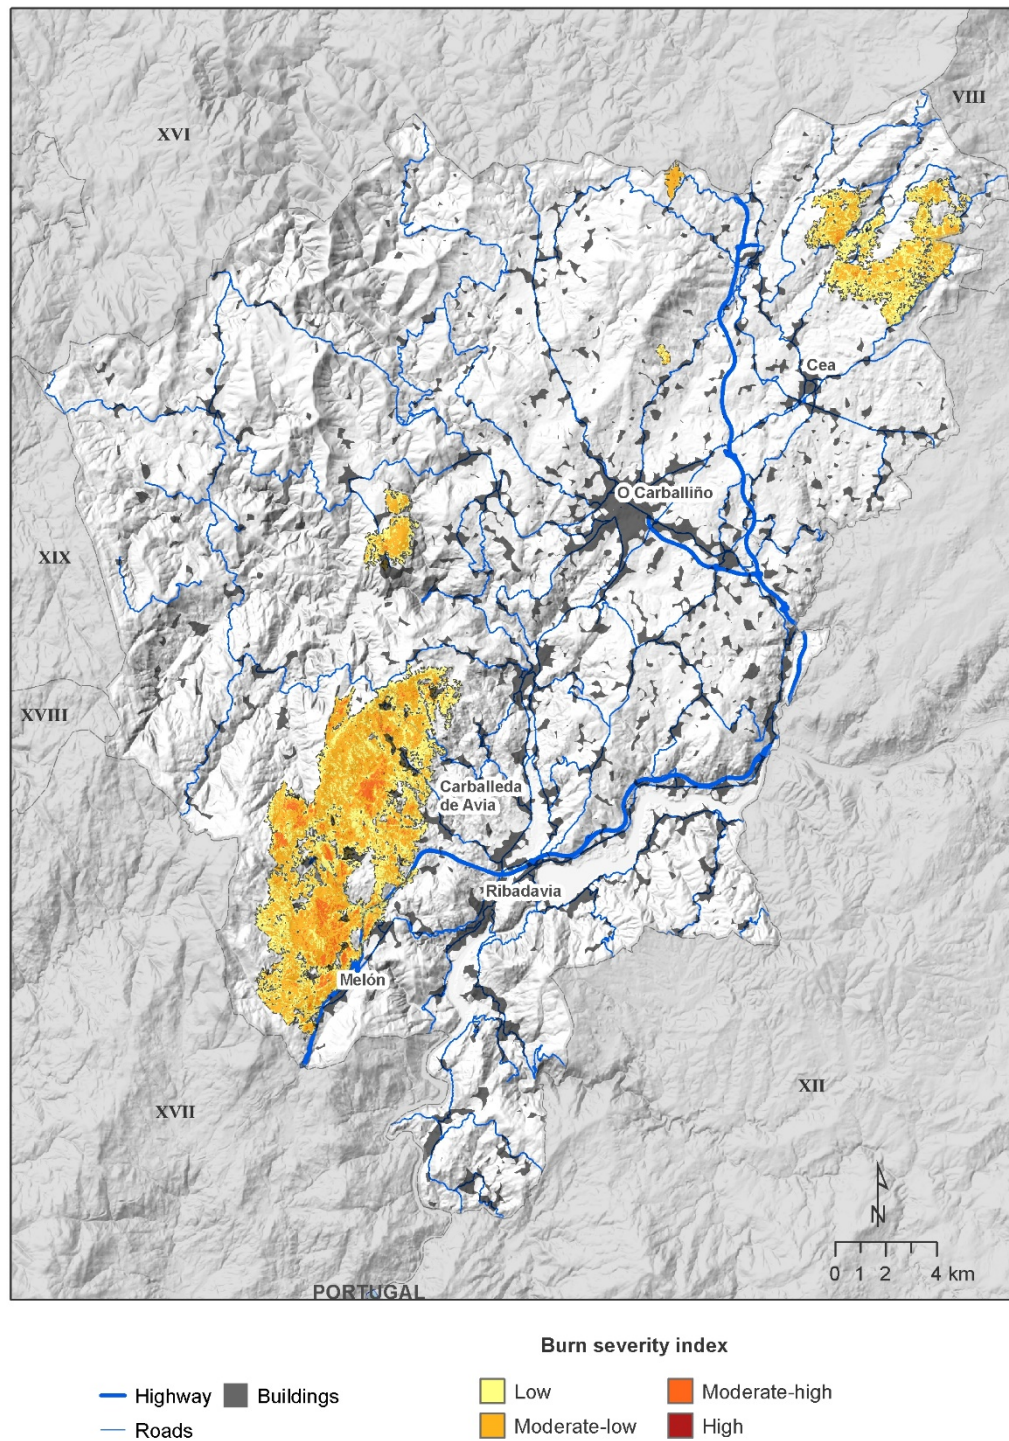 VIII
XVI
Cea
O Carballiño
XIX
XVIII
Carballeda
de Avia
Ribadavia
Melón
XII
XVII
N
0 1 2 4 km
PORTUGAL
Burn severity index
Highway Buildings Low Moderate-high
Roads Moderate-low High